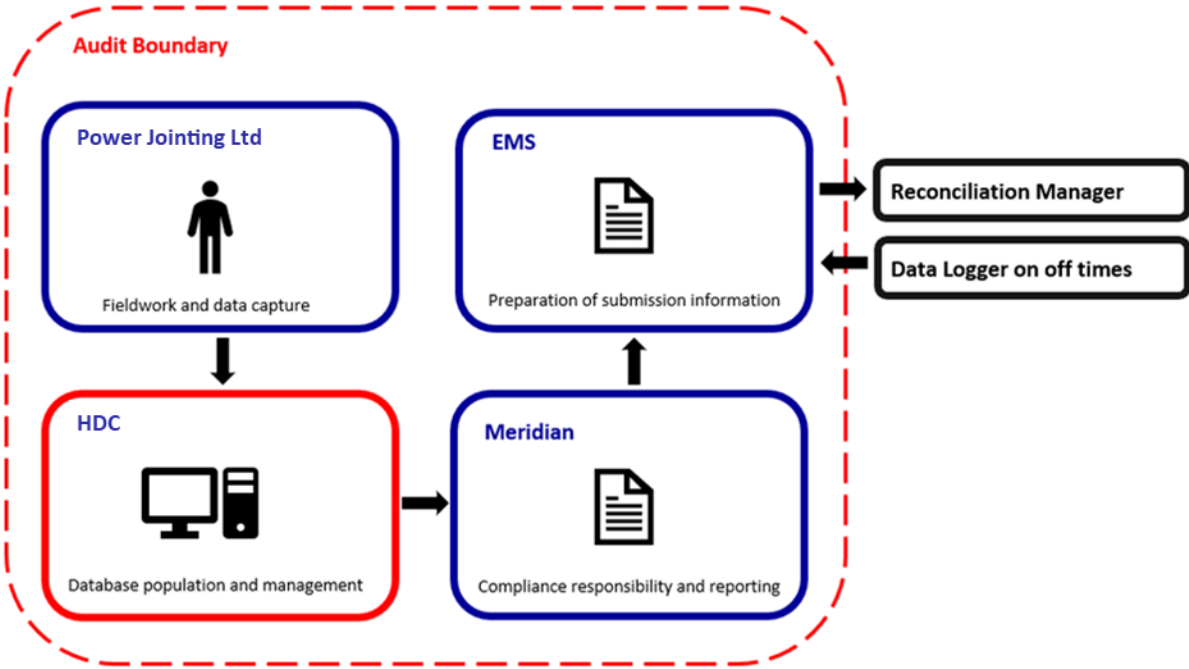 Audit Boundary
Power Jointing Ltd
Fieldwork and data capture
EMS
Preparation of submission information
Reconciliation Manager
Data Logger on off times
HDC
Database population and management
Meridian
Compliance responsibility and reporting